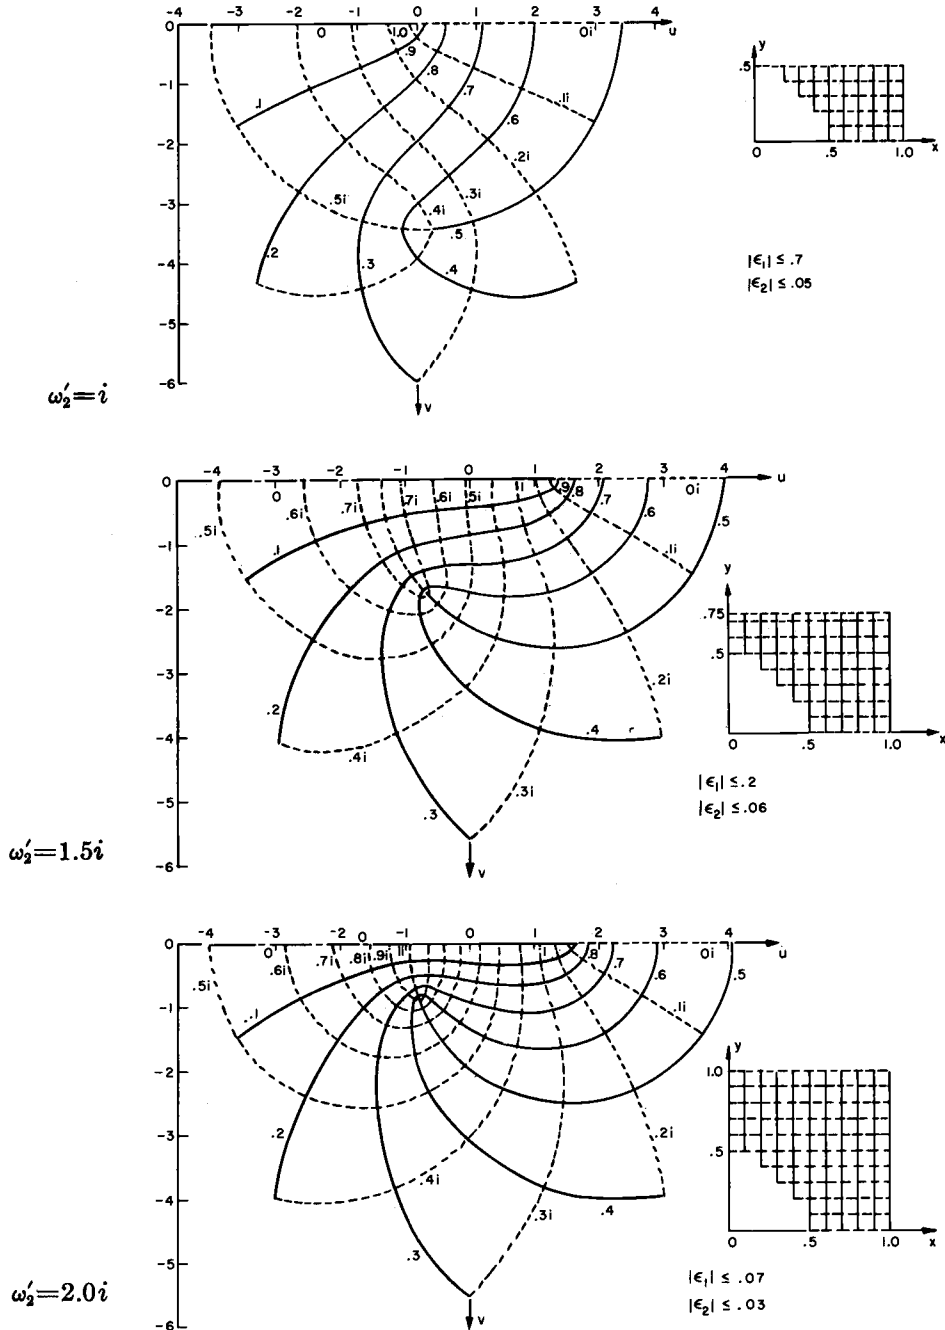 -4 -3 -2 -1 0 1 2 3 4
0 0 1.0 0i u
.9
-1 .8
.7
.1 .1i
.6
-2
.2i
-3 .5i .3i
.4i
.5
-4 .2 .3 .4
-5
-6
v
ω₂′=i
y
.5
0 .5 1.0 x
|ϵ₁| ≤ .7
|ϵ₂| ≤ .05
-4 -3 -2 -1 0 1 2 3 4
0 0 .6i .7i .7i .6i .5i .9 .8 0i u
.5i .7 .6 .5
-1
.1 .1i
-2
-3
.2i
.2 .4
-4 .4i
.3i
-5 .3
-6
v
ω₂′=1.5i
y
.75
.5
0 .5 1.0 x
|ϵ₁| ≤ .2
|ϵ₂| ≤ .06
-4 -3 -2 -1 0 1 2 3 4
0 0 0 1i .8 0i u
.5i .6i .7i .8i .9i .7 .6 .5
-1
.1 .1i
-2
-3 .2 .2i
.4i
-4 .3i .4
.3
-5
-6
v
ω₂′=2.0i
y
1.0
.5
0 .5 1.0 x
|ϵ₁| ≤ .07
|ϵ₂| ≤ .03